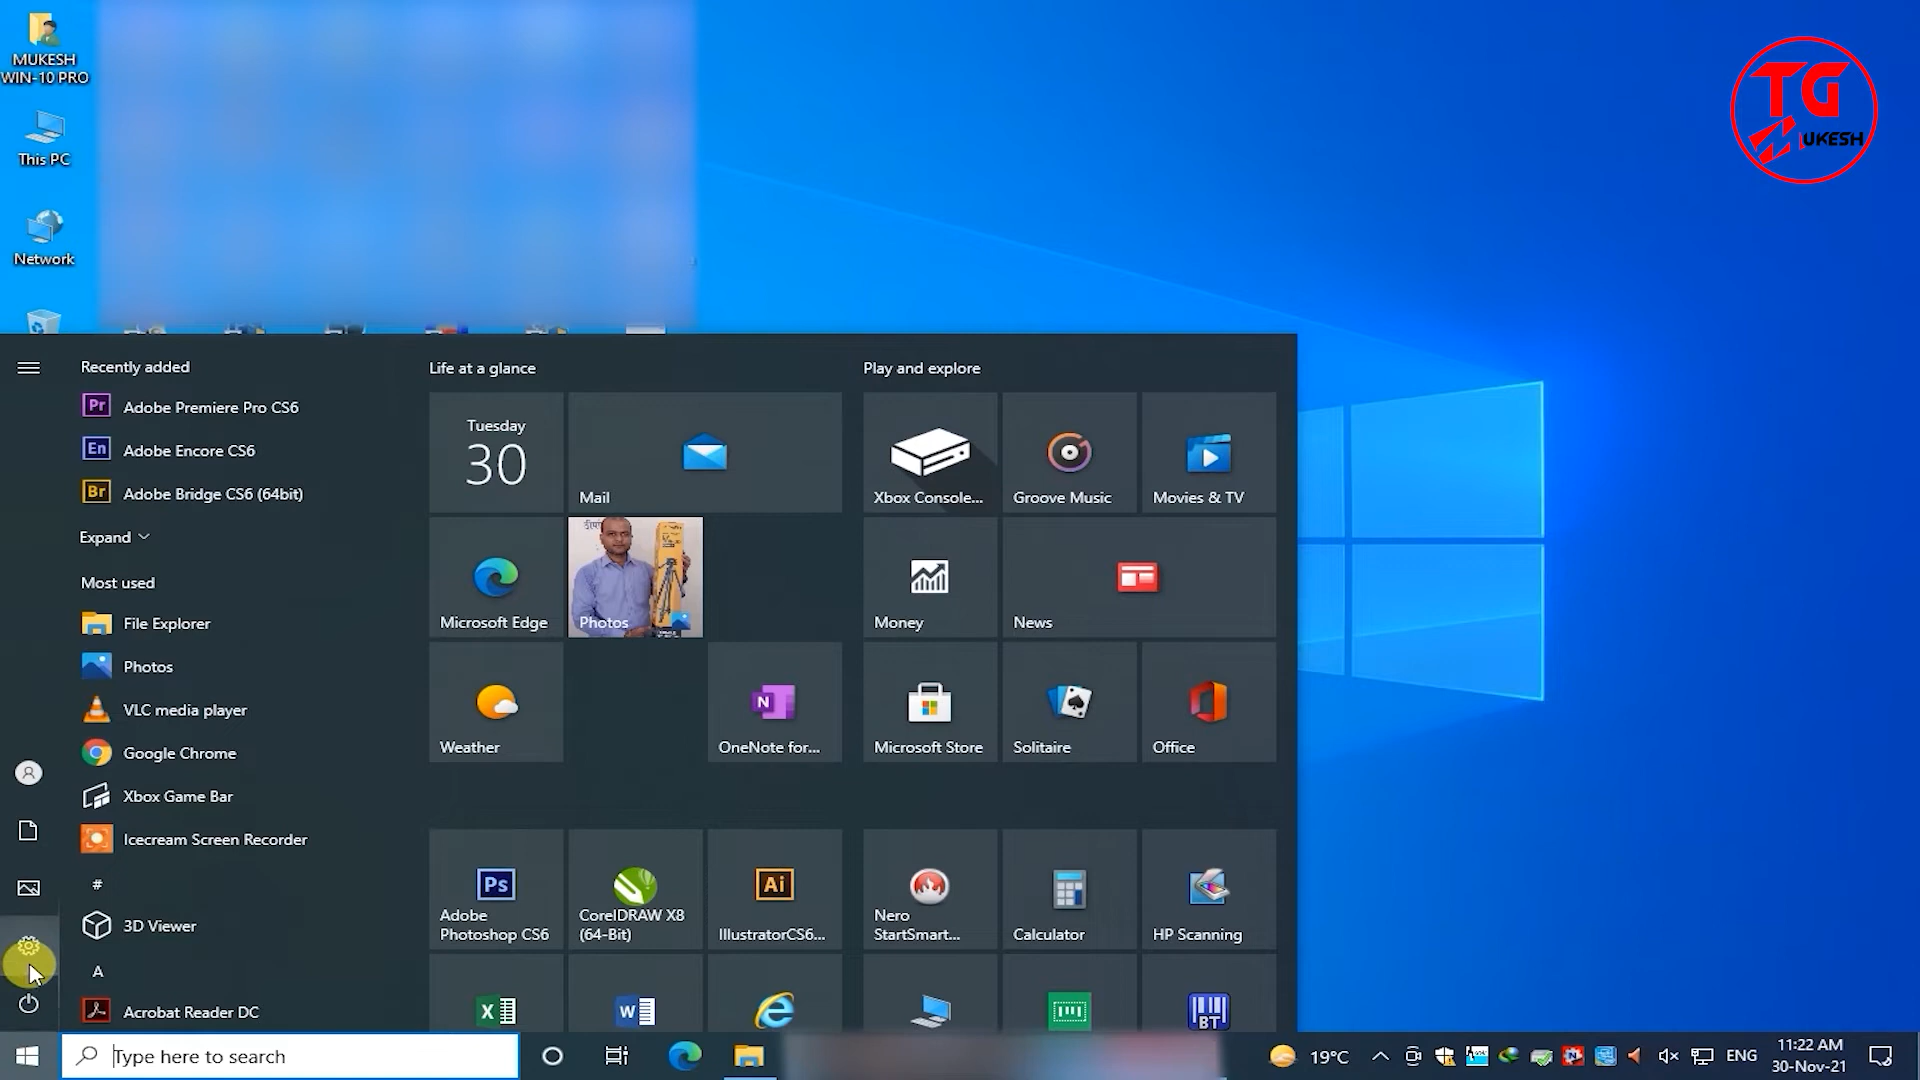 MUKESH
WIN-10 PRO
This PC
Network
TG
MUKESH
Recently added
Pr Adobe Premiere Pro CS6
En Adobe Encore CS6
Br Adobe Bridge CS6 (64bit)
Expand
Most used
File Explorer
Photos
VLC media player
Google Chrome
Xbox Game Bar
Icecream Screen Recorder
#
3D Viewer
A
Acrobat Reader DC
Life at a glance
Tuesday
30
Mail
Microsoft Edge
Photos
Weather
N
OneNote for...
Play and explore
Xbox Console...
Groove Music
Movies & TV
Money
News
Microsoft Store
Solitaire
Office
Ps
Adobe
Photoshop CS6
CorelDRAW X8
(64-Bit)
Ai
IllustratorCS6...
Nero
StartSmart...
Calculator
HP Scanning
X
W
BT
Type here to search
19°C
ENG
11:22 AM
30-Nov-21